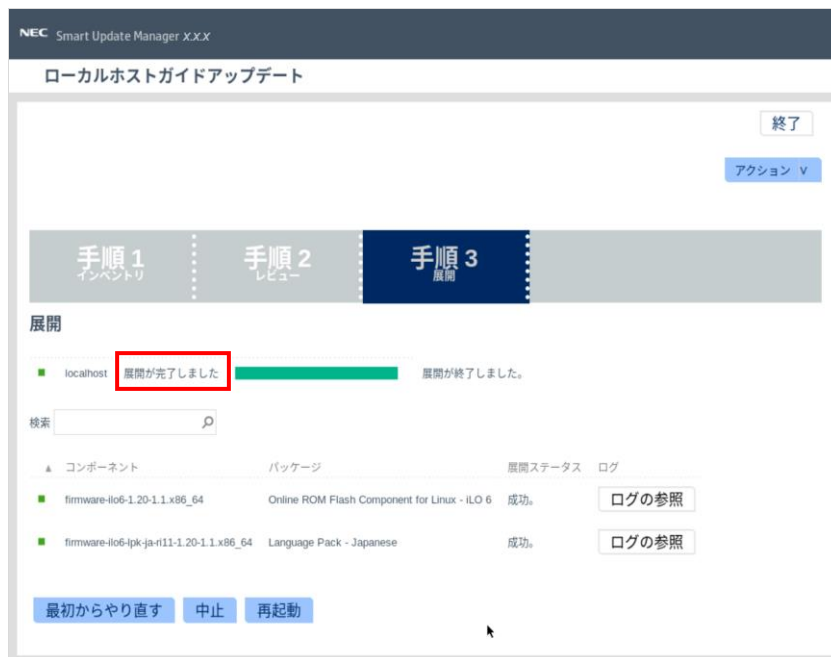 NEC Smart Update Manager X.X.X
ローカルホストガイドアップデート
終了
アクション ∨
手順 1
インベントリ
手順 2
レビュー
手順 3
展開
展開
localhost 展開が完了しました 展開が終了しました。
検索
▲ コンポーネント パッケージ 展開ステータス ログ
firmware-ilo6-1.20-1.1.x86_64 Online ROM Flash Component for Linux - iLO 6 成功。 ログの参照
firmware-ilo6-lpk-ja-ri11-1.20-1.1.x86_64 Language Pack - Japanese 成功。 ログの参照
最初からやり直す 中止 再起動